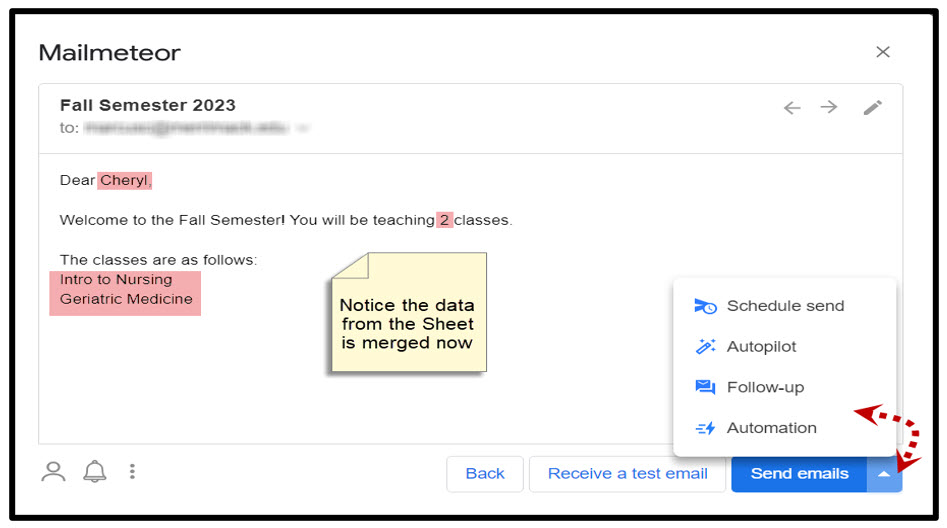 Mailmeteor
Fall Semester 2023
to:
Dear Cheryl,
Welcome to the Fall Semester! You will be teaching 2 classes.
The classes are as follows:
Intro to Nursing
Geriatric Medicine
Notice the data
from the Sheet
is merged now
Schedule send
Autopilot
Follow-up
Automation
Back
Receive a test email
Send emails